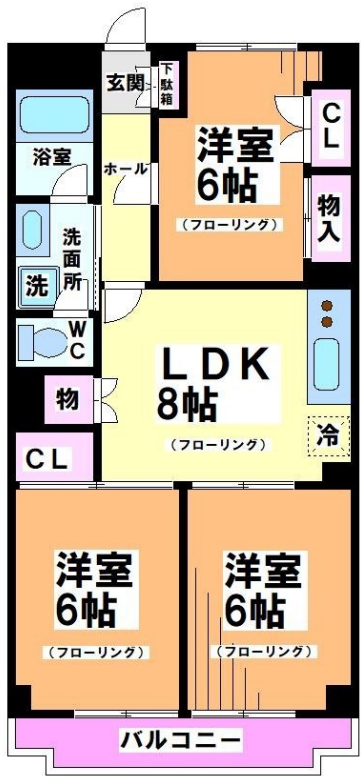 玄関
下駄箱
洋室
6帖
(フローリング)
CL
浴室
ホール
物入
洗面所
洗
WC
LDK
8帖
(フローリング)
物
冷
CL
洋室
6帖
(フローリング)
洋室
6帖
(フローリング)
バルコニー